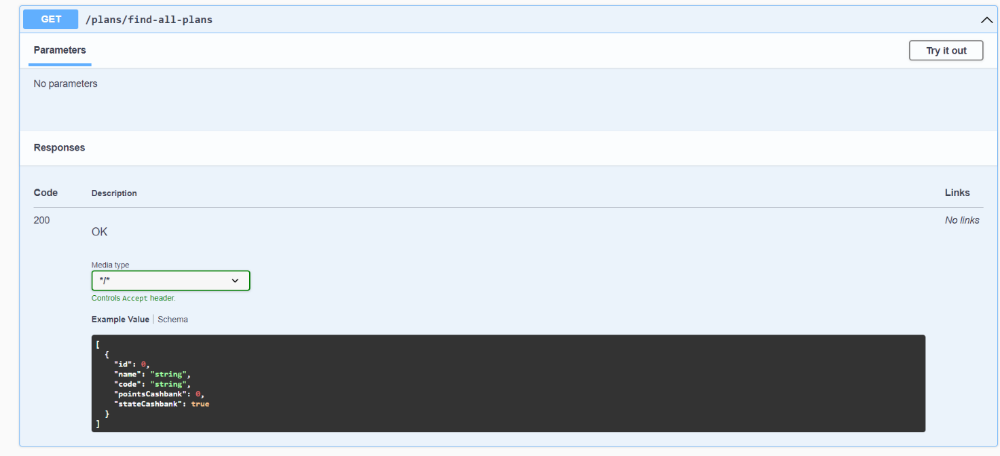 GET /plans/find-all-plans
Parameters Try it out
No parameters
Responses
Code Description Links
200 No links
OK
Media type
*/*
Controls Accept header.
Example Value Schema
[
{
"id": 0,
"name": "string",
"code": "string",
"pointsCashbank": 0,
"stateCashbank": true
}
]